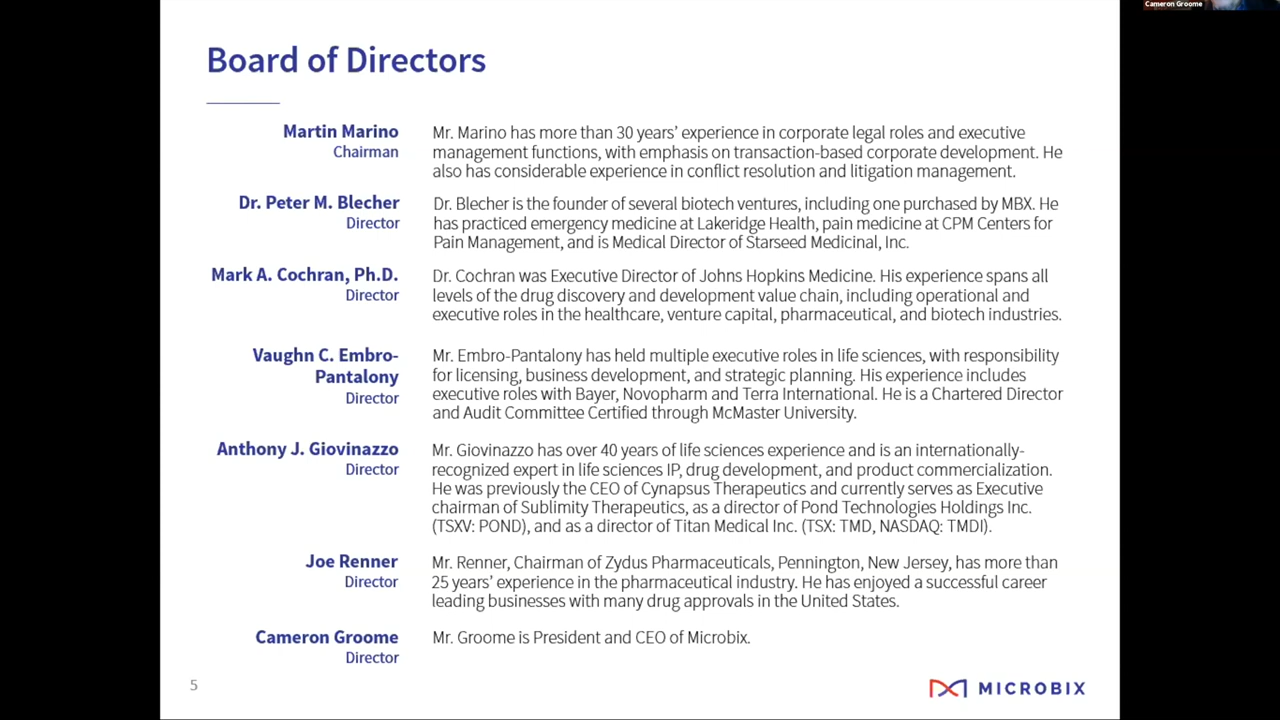 Cameron Groome
Board of Directors
Martin Marino
Chairman
Mr. Marino has more than 30 years’ experience in corporate legal roles and executive
management functions, with emphasis on transaction-based corporate development. He
also has considerable experience in conflict resolution and litigation management.
Dr. Peter M. Blecher
Director
Dr. Blecher is the founder of several biotech ventures, including one purchased by MBX. He
has practiced emergency medicine at Lakeridge Health, pain medicine at CPM Centers for
Pain Management, and is Medical Director of Starseed Medicinal, Inc.
Mark A. Cochran, Ph.D.
Director
Dr. Cochran was Executive Director of Johns Hopkins Medicine. His experience spans all
levels of the drug discovery and development value chain, including operational and
executive roles in the healthcare, venture capital, pharmaceutical, and biotech industries.
Vaughn C. Embro-
Pantalony
Director
Mr. Embro-Pantalony has held multiple executive roles in life sciences, with responsibility
for licensing, business development, and strategic planning. His experience includes
executive roles with Bayer, Novopharm and Terra International. He is a Chartered Director
and Audit Committee Certified through McMaster University.
Anthony J. Giovinazzo
Director
Mr. Giovinazzo has over 40 years of life sciences experience and is an internationally-
recognized expert in life sciences IP, drug development, and product commercialization.
He was previously the CEO of Cynapsus Therapeutics and currently serves as Executive
chairman of Sublimity Therapeutics, as a director of Pond Technologies Holdings Inc.
(TSXV: POND), and as a director of Titan Medical Inc. (TSX: TMD, NASDAQ: TMDI).
Joe Renner
Director
Mr. Renner, Chairman of Zydus Pharmaceuticals, Pennington, New Jersey, has more than
25 years’ experience in the pharmaceutical industry. He has enjoyed a successful career
leading businesses with many drug approvals in the United States.
Cameron Groome
Director
Mr. Groome is President and CEO of Microbix.
5
MICROBIX